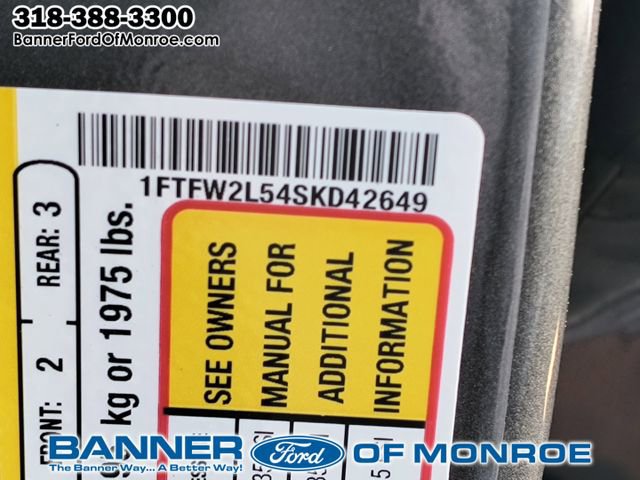 318-388-3300
BannerFordOfMonroe.com
1FTFW2L54SKD42649
REAR: 3
FRONT: 2
kg or 1975 lbs.
SEE OWNERS
MANUAL FOR
ADDITIONAL
INFORMATION
BANNER Ford OF MONROE
The Banner Way... A Better Way!